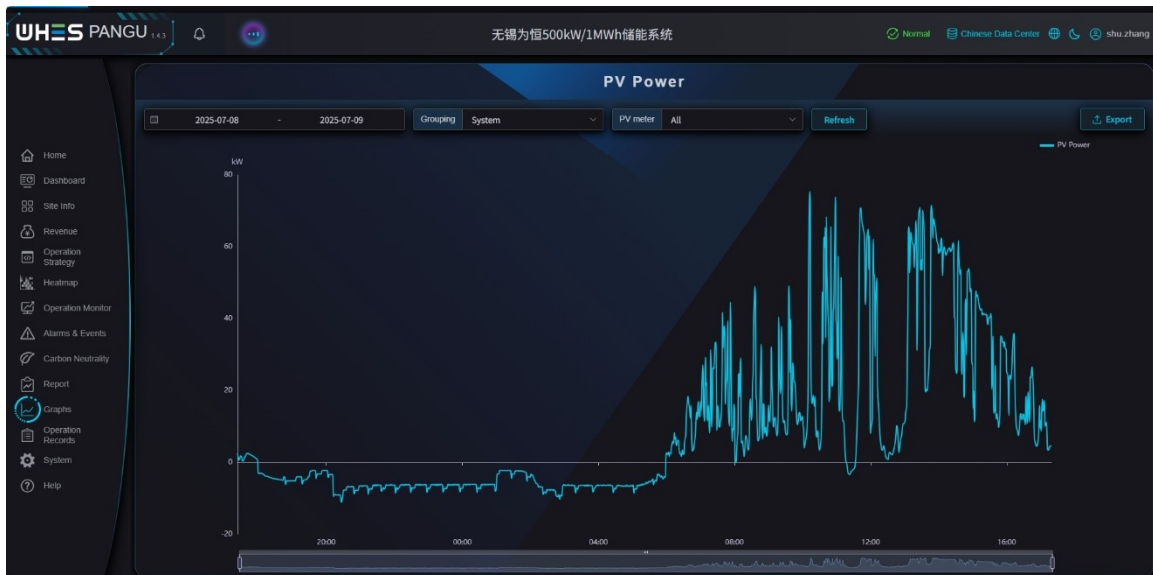 WHES PANGU 1.4.3
无锡为恒500kW/1MWh储能系统
Normal
Chinese Data Center
shu.zhang
PV Power
2025-07-08 - 2025-07-09
Grouping System
PV meter All
Refresh
Export
Home
Dashboard
Site Info
Revenue
Operation
Strategy
Heatmap
Operation Monitor
Alarms & Events
Carbon Neutrality
Report
Graphs
Operation
Records
System
Help
PV Power
kW
80
60
40
20
0
-20
20:00 00:00 04:00 08:00 12:00 16:00